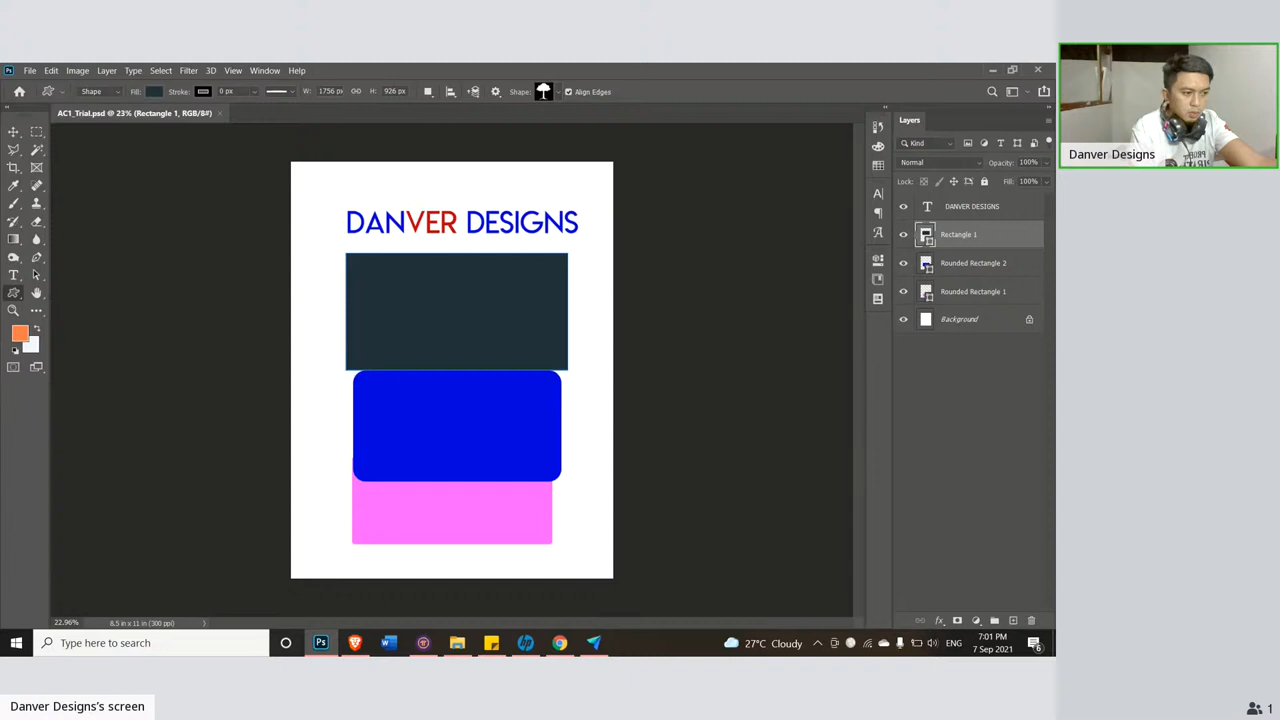 File Edit Image Layer Type Select Filter 3D View Window Help
Shape Fill: Stroke: 0 px W: 1756 px H: 926 px Shape: Align Edges
AC1_Trial.psd @ 23% (Rectangle 1, RGB/8#) ×
Layers
Kind
Normal Opacity: 100%
Lock: Fill: 100%
DANVER DESIGNS
Rectangle 1
Rounded Rectangle 2
Rounded Rectangle 1
Background
DANVER DESIGNS
Danver Designs
22.96% 8.5 in x 11 in (300 ppi)
Type here to search
27°C Cloudy
ENG
7:01 PM
7 Sep 2021
6
Danver Designs's screen
1